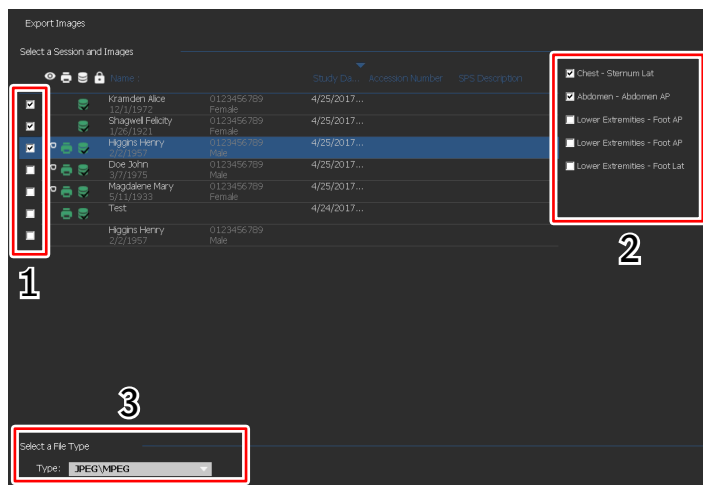 Export Images
Select a Session and Images
Name : Study Da... Accession Number SPS Description
Kramden Alice 0123456789 4/25/2017...
12/1/1972 Female
Shagwell Felicity 0123456789 4/25/2017...
1/26/1921 Female
Higgins Henry 0123456789 4/25/2017...
2/2/1957 Male
Doe John 0123456789 4/25/2017...
3/7/1975 Male
Magdalene Mary 0123456789 4/25/2017...
5/11/1933 Female
Test 4/24/2017...
Higgins Henry 0123456789
2/2/1957 Male
1
Chest - Sternum Lat
Abdomen - Abdomen AP
Lower Extremities - Foot AP
Lower Extremities - Foot AP
Lower Extremities - Foot Lat
2
3
Select a File Type
Type: JPEG\MPEG